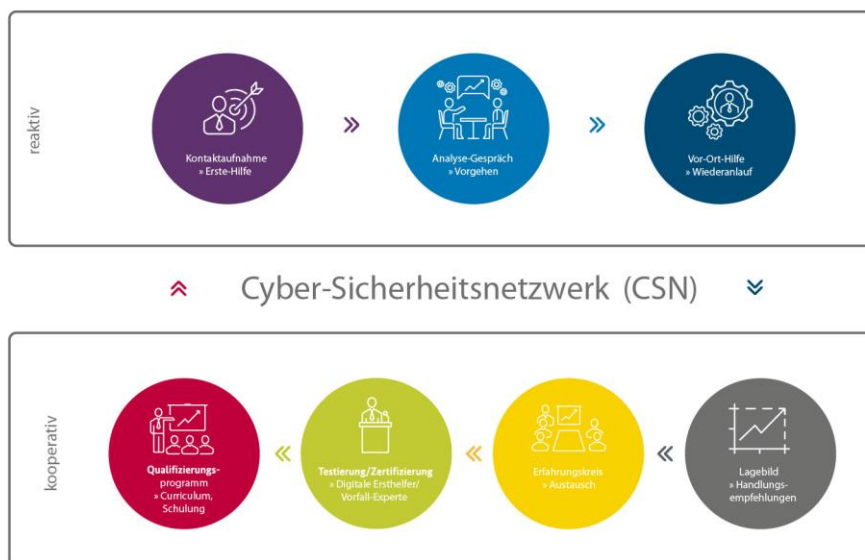 reaktiv
Kontaktaufnahme
» Erste-Hilfe
Analyse-Gespräch
» Vorgehen
Vor-Ort-Hilfe
» Wiederanlauf
Cyber-Sicherheitsnetzwerk (CSN)
kooperativ
Qualifizierungs-
programm
» Curriculum,
Schulung
Testierung/Zertifizierung
» Digitale Ersthelfer/
Vorfall-Experte
Erfahrungskreis
» Austausch
Lagebild
» Handlungs-
empfehlungen